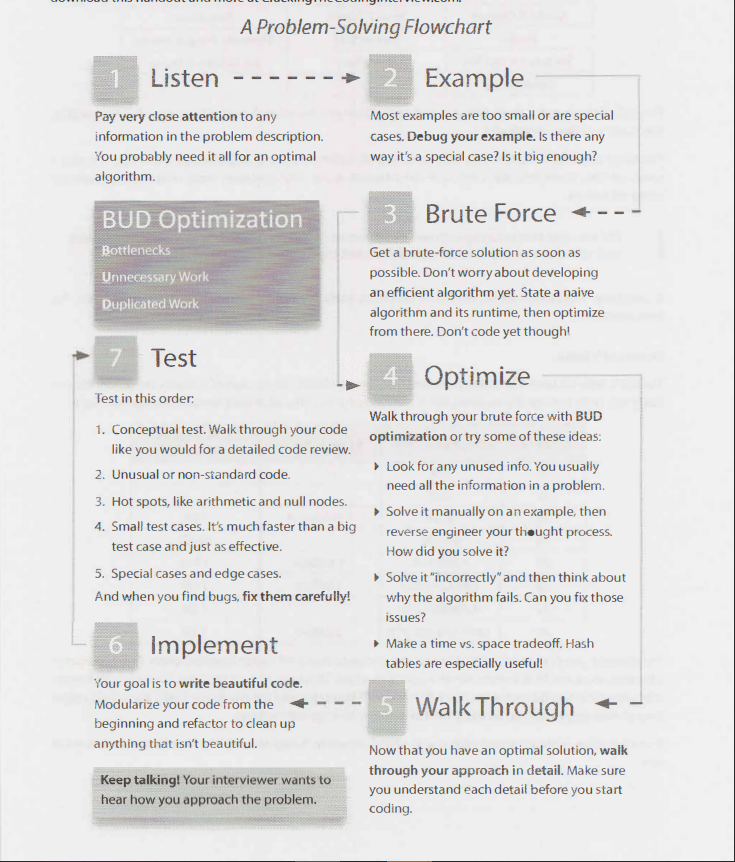 download this handout and more at CrackingTheCodingInterview.com.
A Problem-Solving Flowchart
1 Listen
Pay very close attention to any
information in the problem description.
You probably need it all for an optimal
algorithm.
2 Example
Most examples are too small or are special
cases. Debug your example. Is there any
way it's a special case? Is it big enough?
BUD Optimization
Bottlenecks
Unnecessary Work
Duplicated Work
3 Brute Force
Get a brute-force solution as soon as
possible. Don't worry about developing
an efficient algorithm yet. State a naive
algorithm and its runtime, then optimize
from there. Don't code yet though!
4 Optimize
Walk through your brute force with BUD
optimization or try some of these ideas:
Look for any unused info. You usually
need all the information in a problem.
Solve it manually on an example, then
reverse engineer your thought process.
How did you solve it?
Solve it "incorrectly" and then think about
why the algorithm fails. Can you fix those
issues?
Make a time vs. space tradeoff. Hash
tables are especially useful!
5 Walk Through
Now that you have an optimal solution, walk
through your approach in detail. Make sure
you understand each detail before you start
coding.
6 Implement
Your goal is to write beautiful code.
Modularize your code from the
beginning and refactor to clean up
anything that isn't beautiful.
7 Test
Test in this order:
1. Conceptual test. Walk through your code
like you would for a detailed code review.
2. Unusual or non-standard code.
3. Hot spots, like arithmetic and null nodes.
4. Small test cases. It's much faster than a big
test case and just as effective.
5. Special cases and edge cases.
And when you find bugs, fix them carefully!
Keep talking! Your interviewer wants to
hear how you approach the problem.